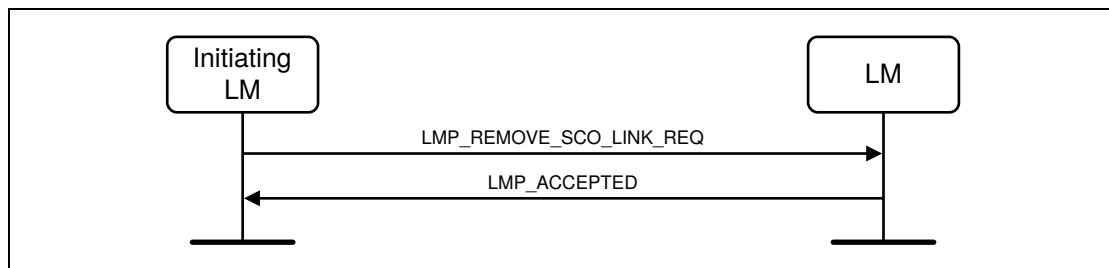 Initiating
LM
LM
LMP_REMOVE_SCO_LINK_REQ
LMP_ACCEPTED